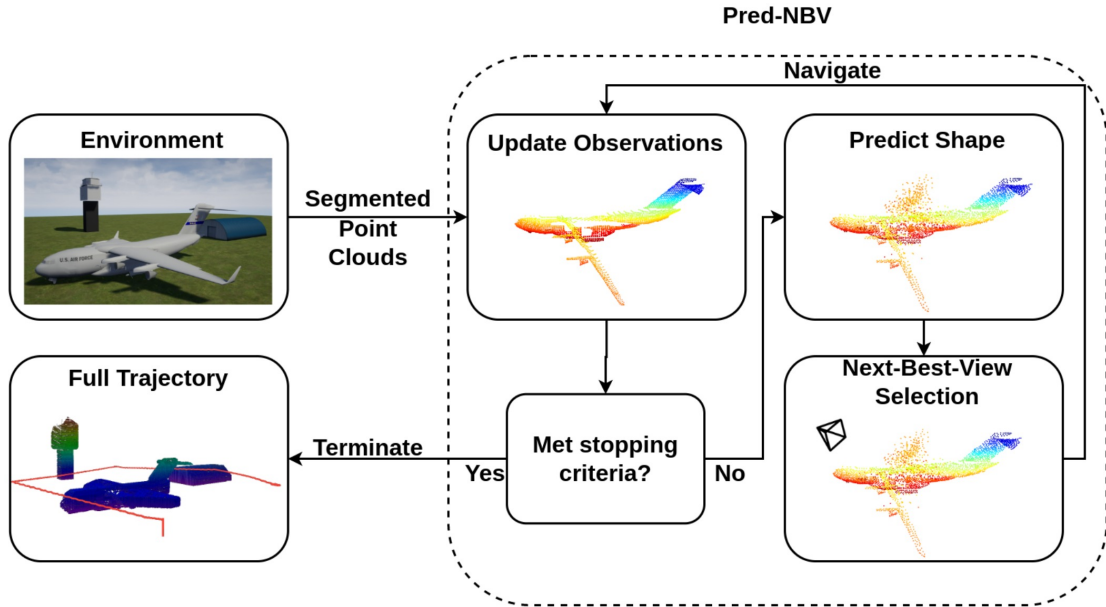 Pred-NBV
Navigate
Environment
U.S. AIR FORCE
Segmented
Point
Clouds
Update Observations
Predict Shape
Full Trajectory
Terminate
Yes
Met stopping
criteria?
No
Next-Best-View
Selection